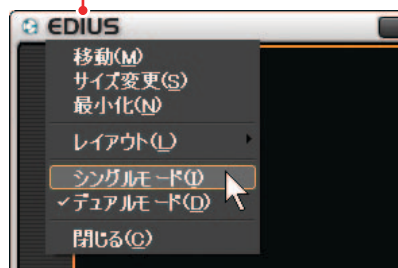 EDIUS
移動(M)
サイズ変更(S)
最小化(N)
レイアウト(L)
シングルモード(I)
✓デュアルモード(D)
閉じる(C)